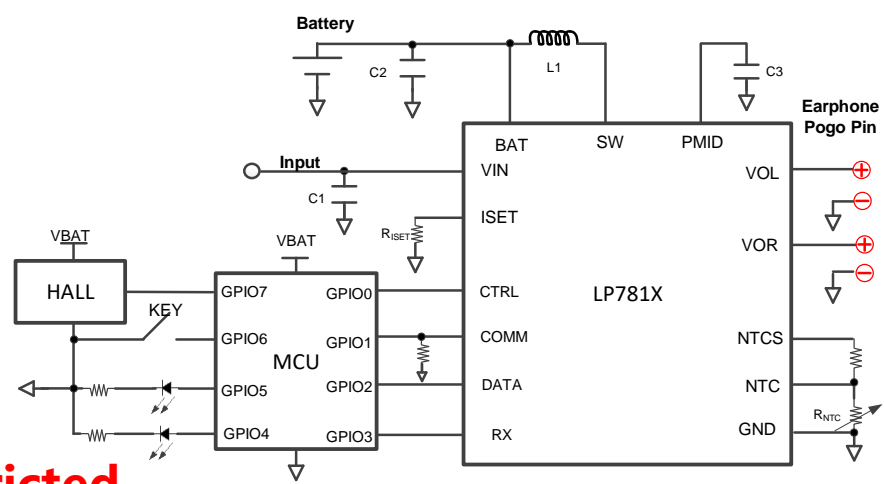 Battery
C2
L1
C3
Earphone
Pogo Pin
BAT
SW
PMID
Input
VIN
VOL
C1
ISET
RISET
VBAT
VBAT
VOR
HALL
GPIO7
GPIO0
CTRL
LP781X
KEY
GPIO6
GPIO1
COMM
NTCS
MCU
GPIO5
GPIO2
DATA
NTC
RNTC
GPIO4
GPIO3
RX
GND